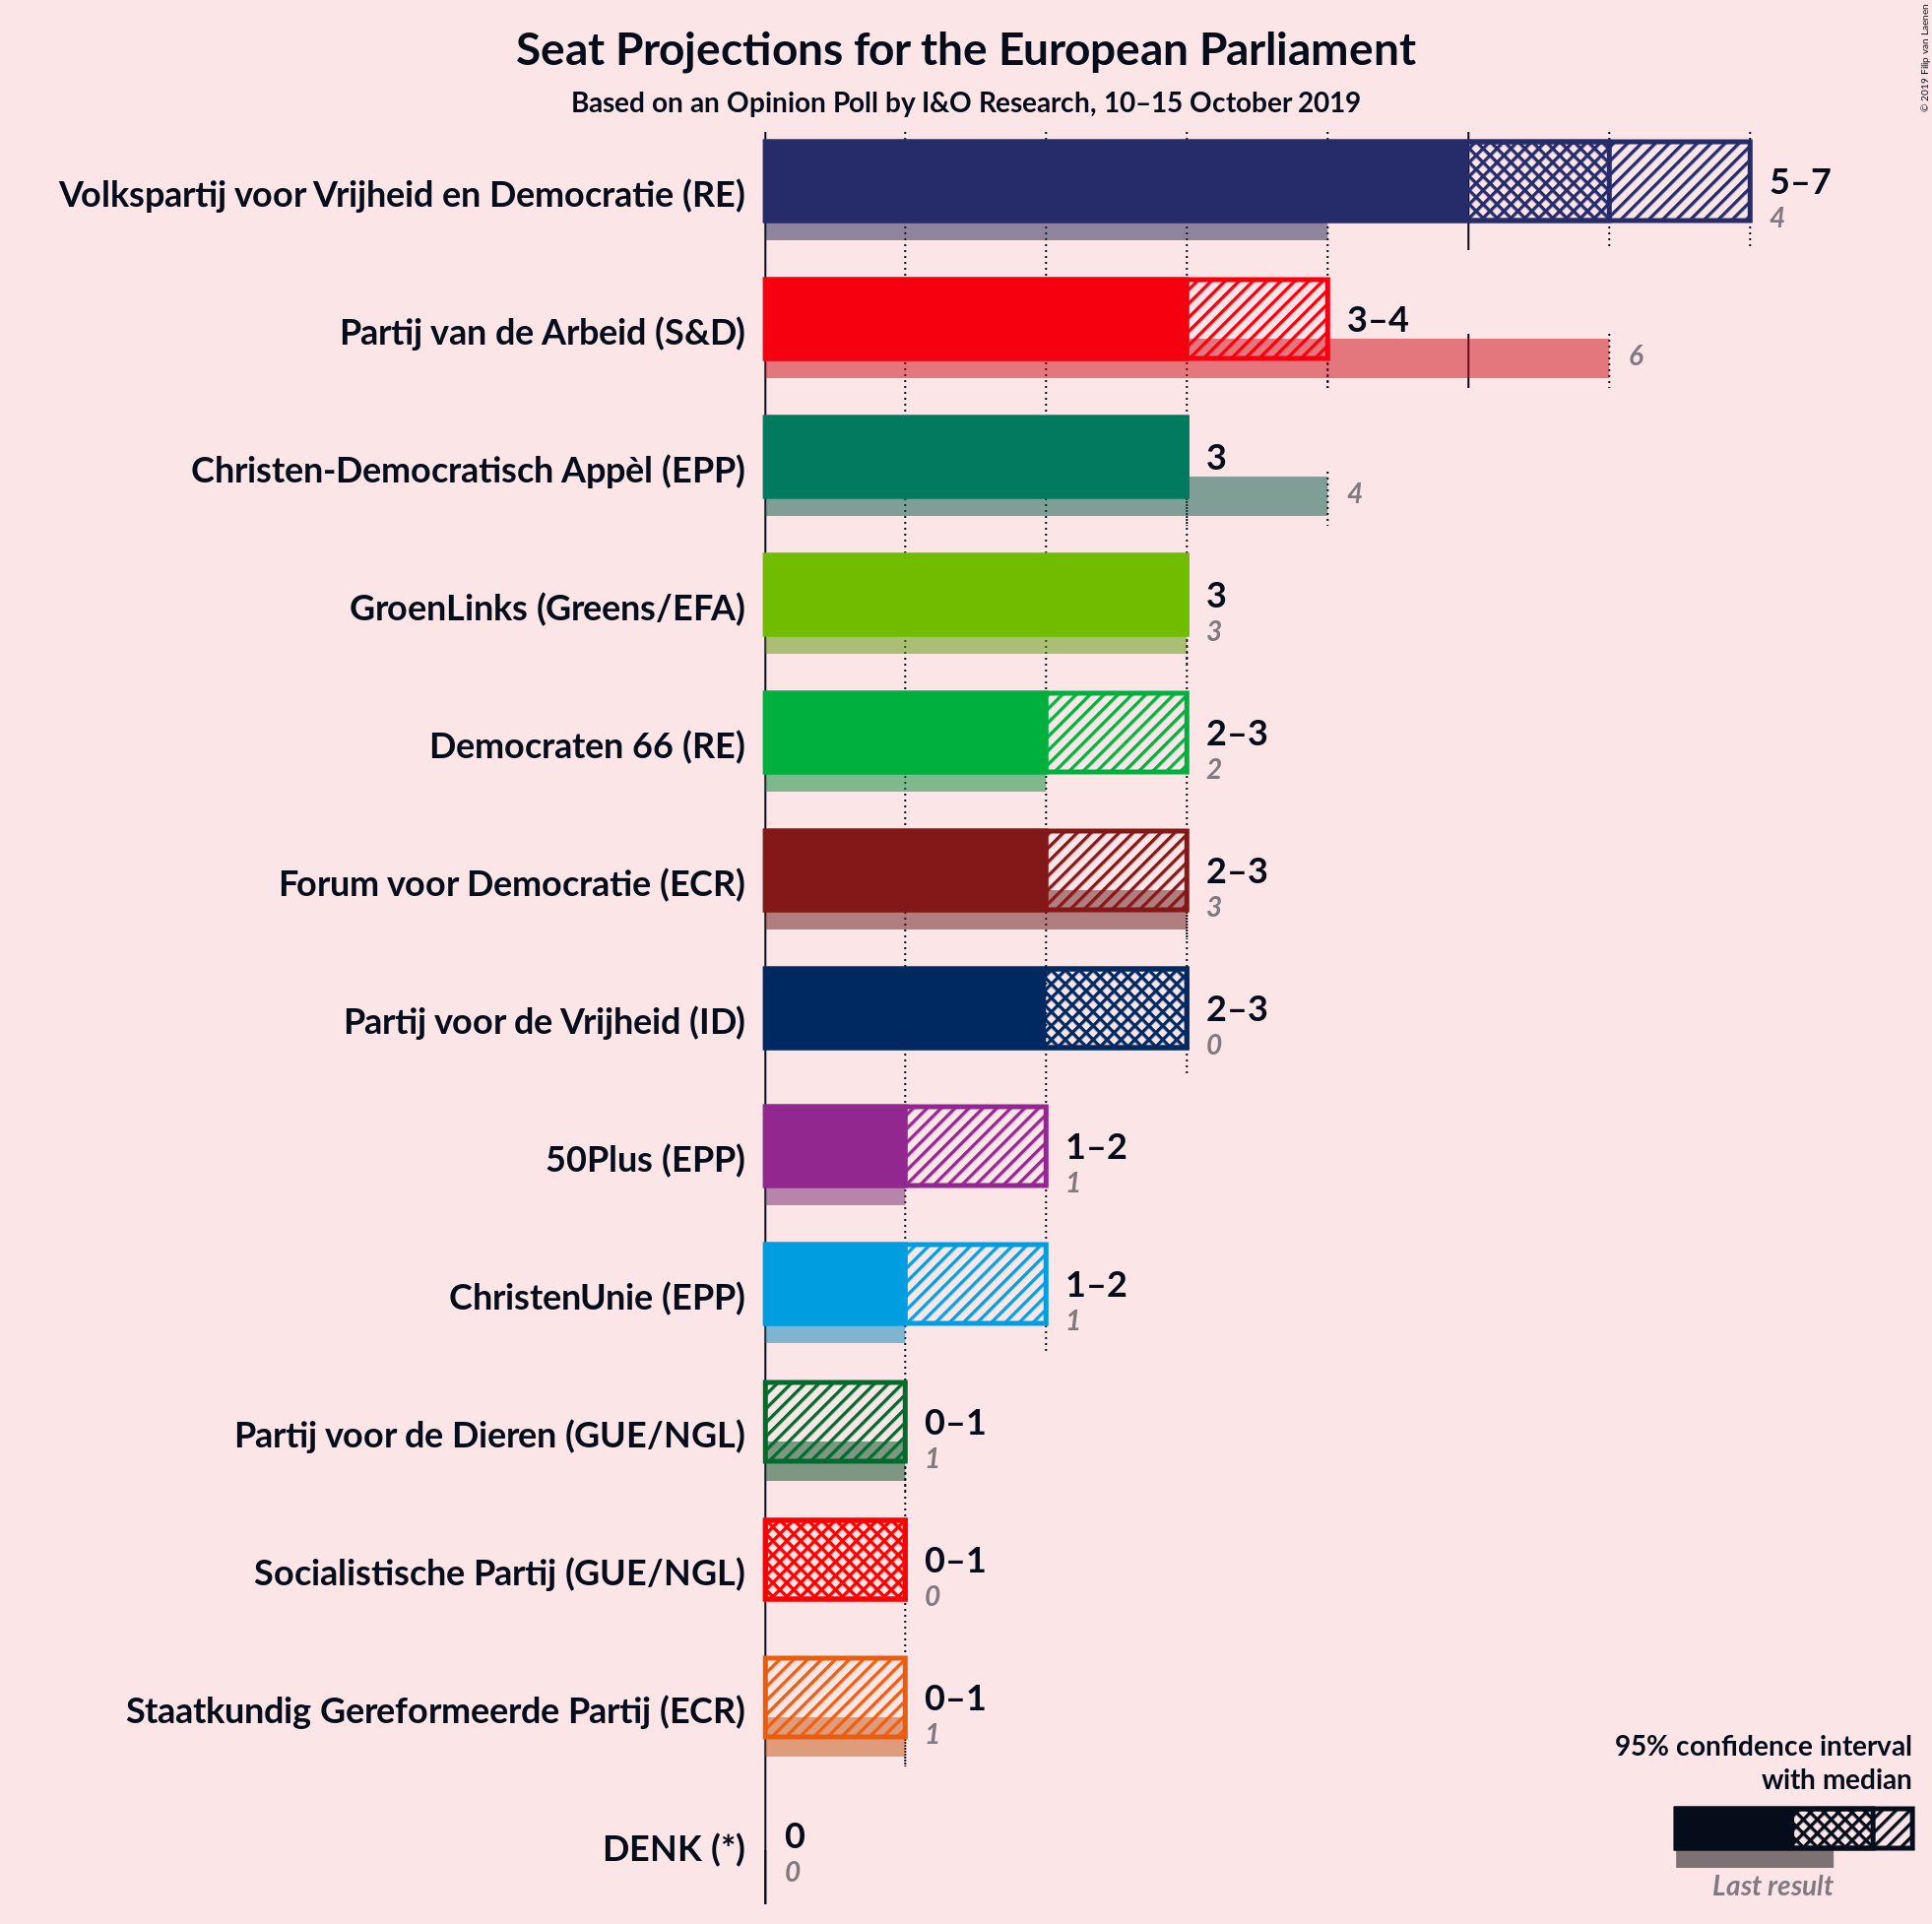 Seat Projections for the European Parliament
Based on an Opinion Poll by I&O Research, 10–15 October 2019
© 2019 Filip van Laenen
Volkspartij voor Vrijheid en Democratie (RE)
5–7
4
Partij van de Arbeid (S&D)
3–4
6
Christen-Democratisch Appèl (EPP)
3
4
GroenLinks (Greens/EFA)
3
3
Democraten 66 (RE)
2–3
2
Forum voor Democratie (ECR)
2–3
3
Partij voor de Vrijheid (ID)
2–3
0
50Plus (EPP)
1–2
1
ChristenUnie (EPP)
1–2
1
Partij voor de Dieren (GUE/NGL)
0–1
1
Socialistische Partij (GUE/NGL)
0–1
0
Staatkundig Gereformeerde Partij (ECR)
0–1
1
DENK (*)
0
0
95% confidence interval
with median
Last result